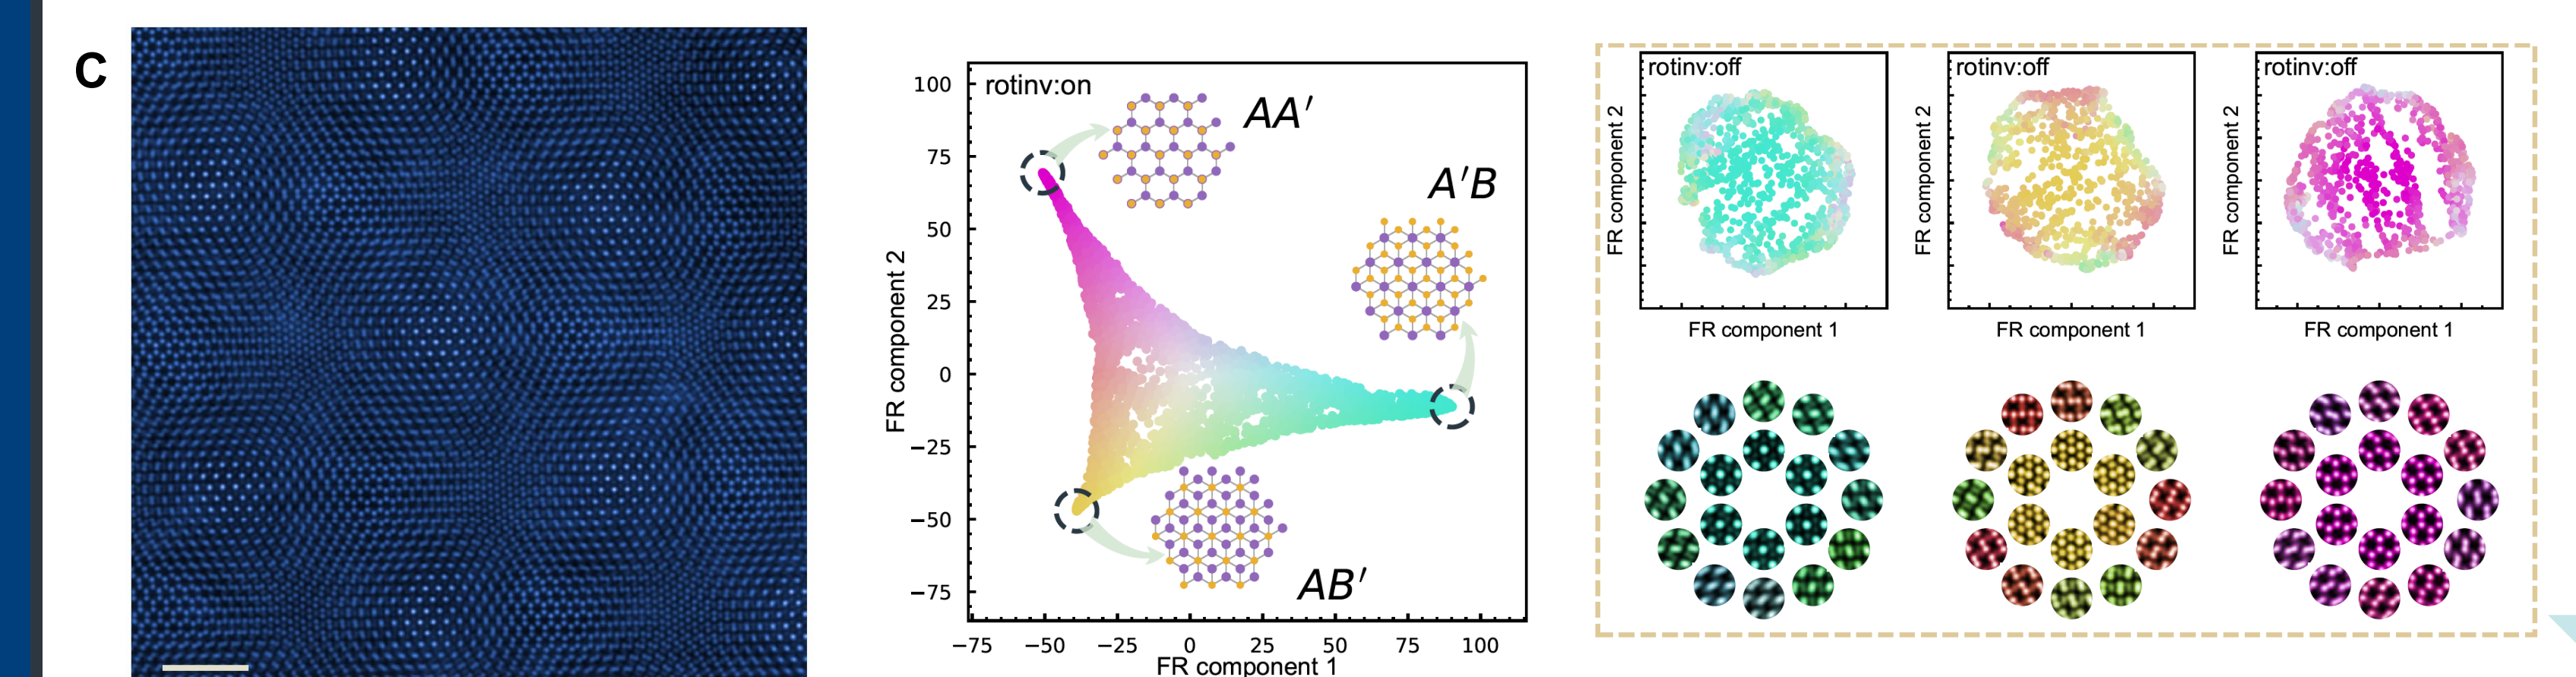 C
rotinv:on
AA′
A′B
AB′
100
75
50
25
0
−25
−50
−75
FR component 2
−75 −50 −25 0 25 50 75 100
FR component 1
rotinv:off
FR component 2
FR component 1
rotinv:off
FR component 2
FR component 1
rotinv:off
FR component 2
FR component 1